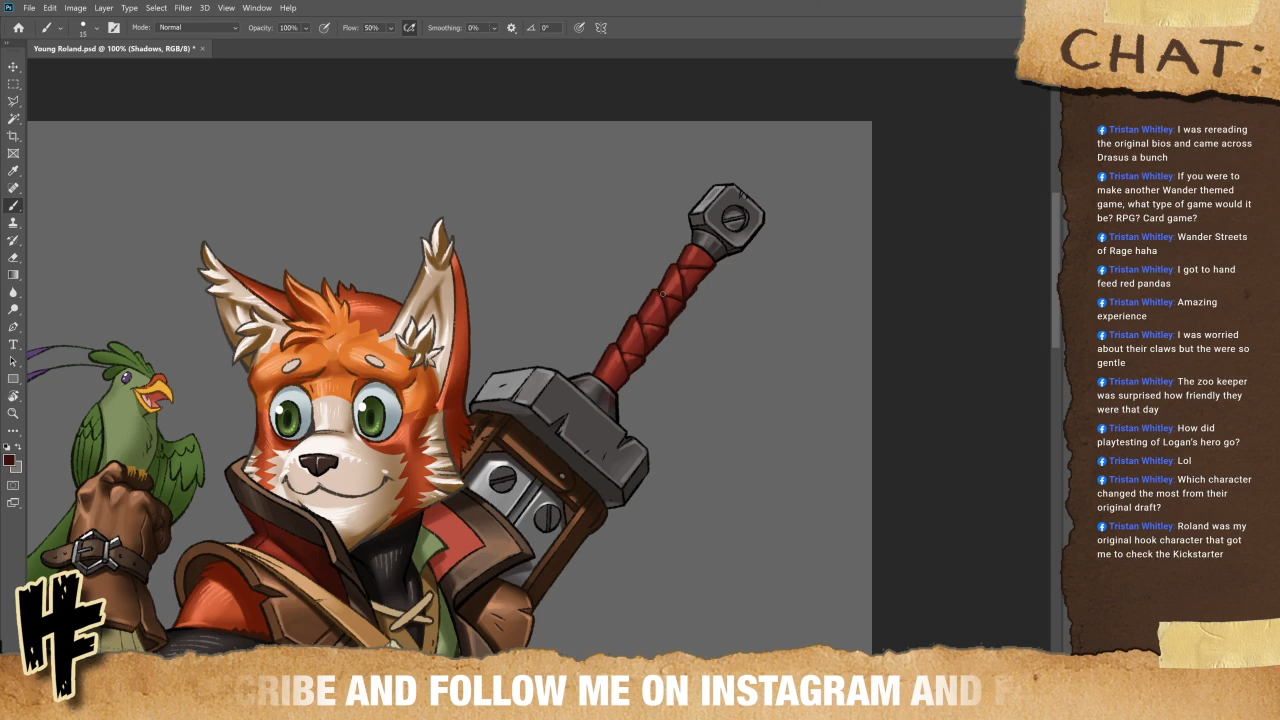 File Edit Image Layer Type Select Filter 3D View Window Help
15 Mode: Normal Opacity: 100% Flow: 50% Smoothing: 0% 0°
Young Roland.psd @ 100% (Shadows, RGB/8) *
CHAT:
Tristan Whitley: I was rereading
the original bios and came across
Drasus a bunch
Tristan Whitley: If you were to
make another Wander themed
game, what type of game would it
be? RPG? Card game?
Tristan Whitley: Wander Streets
of Rage haha
Tristan Whitley: I got to hand
feed red pandas
Tristan Whitley: Amazing
experience
Tristan Whitley: I was worried
about their claws but the were so
gentle
Tristan Whitley: The zoo keeper
was surprised how friendly they
were that day
Tristan Whitley: How did
playtesting of Logan's hero go?
Tristan Whitley: Lol
Tristan Whitley: Which character
changed the most from their
original draft?
Tristan Whitley: Roland was my
original hook character that got
me to check the Kickstarter
HF
CRIBE AND FOLLOW ME ON INSTAGRAM AND F